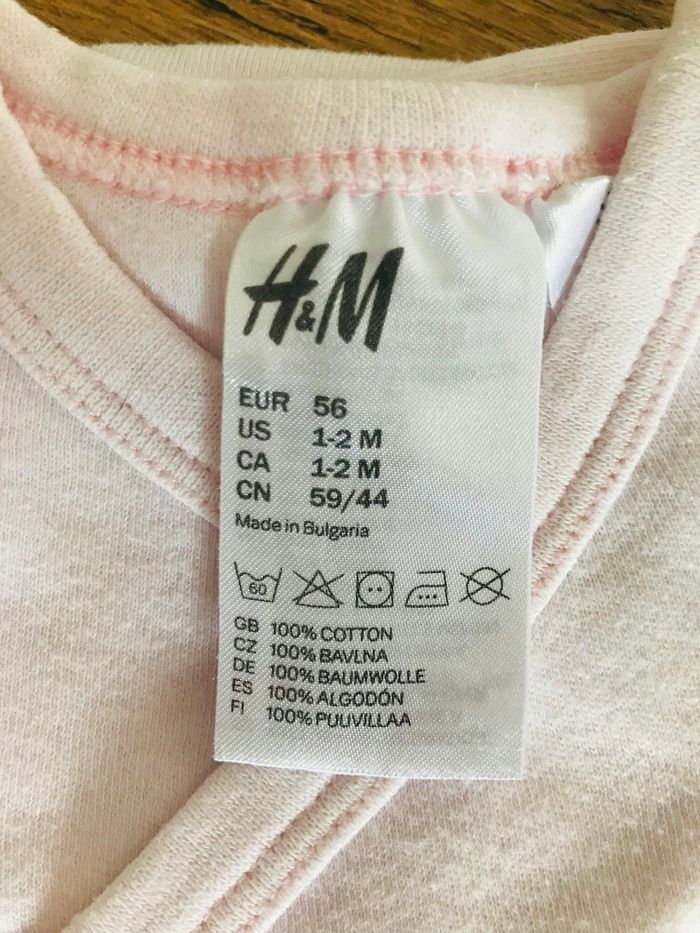 H&M
EUR 56
US 1-2 M
CA 1-2 M
CN 59/44
Made in Bulgaria
60
GB 100% COTTON
CZ 100% BAVLNA
DE 100% BAUMWOLLE
ES 100% ALGODÓN
FI 100% PUUVILLAA